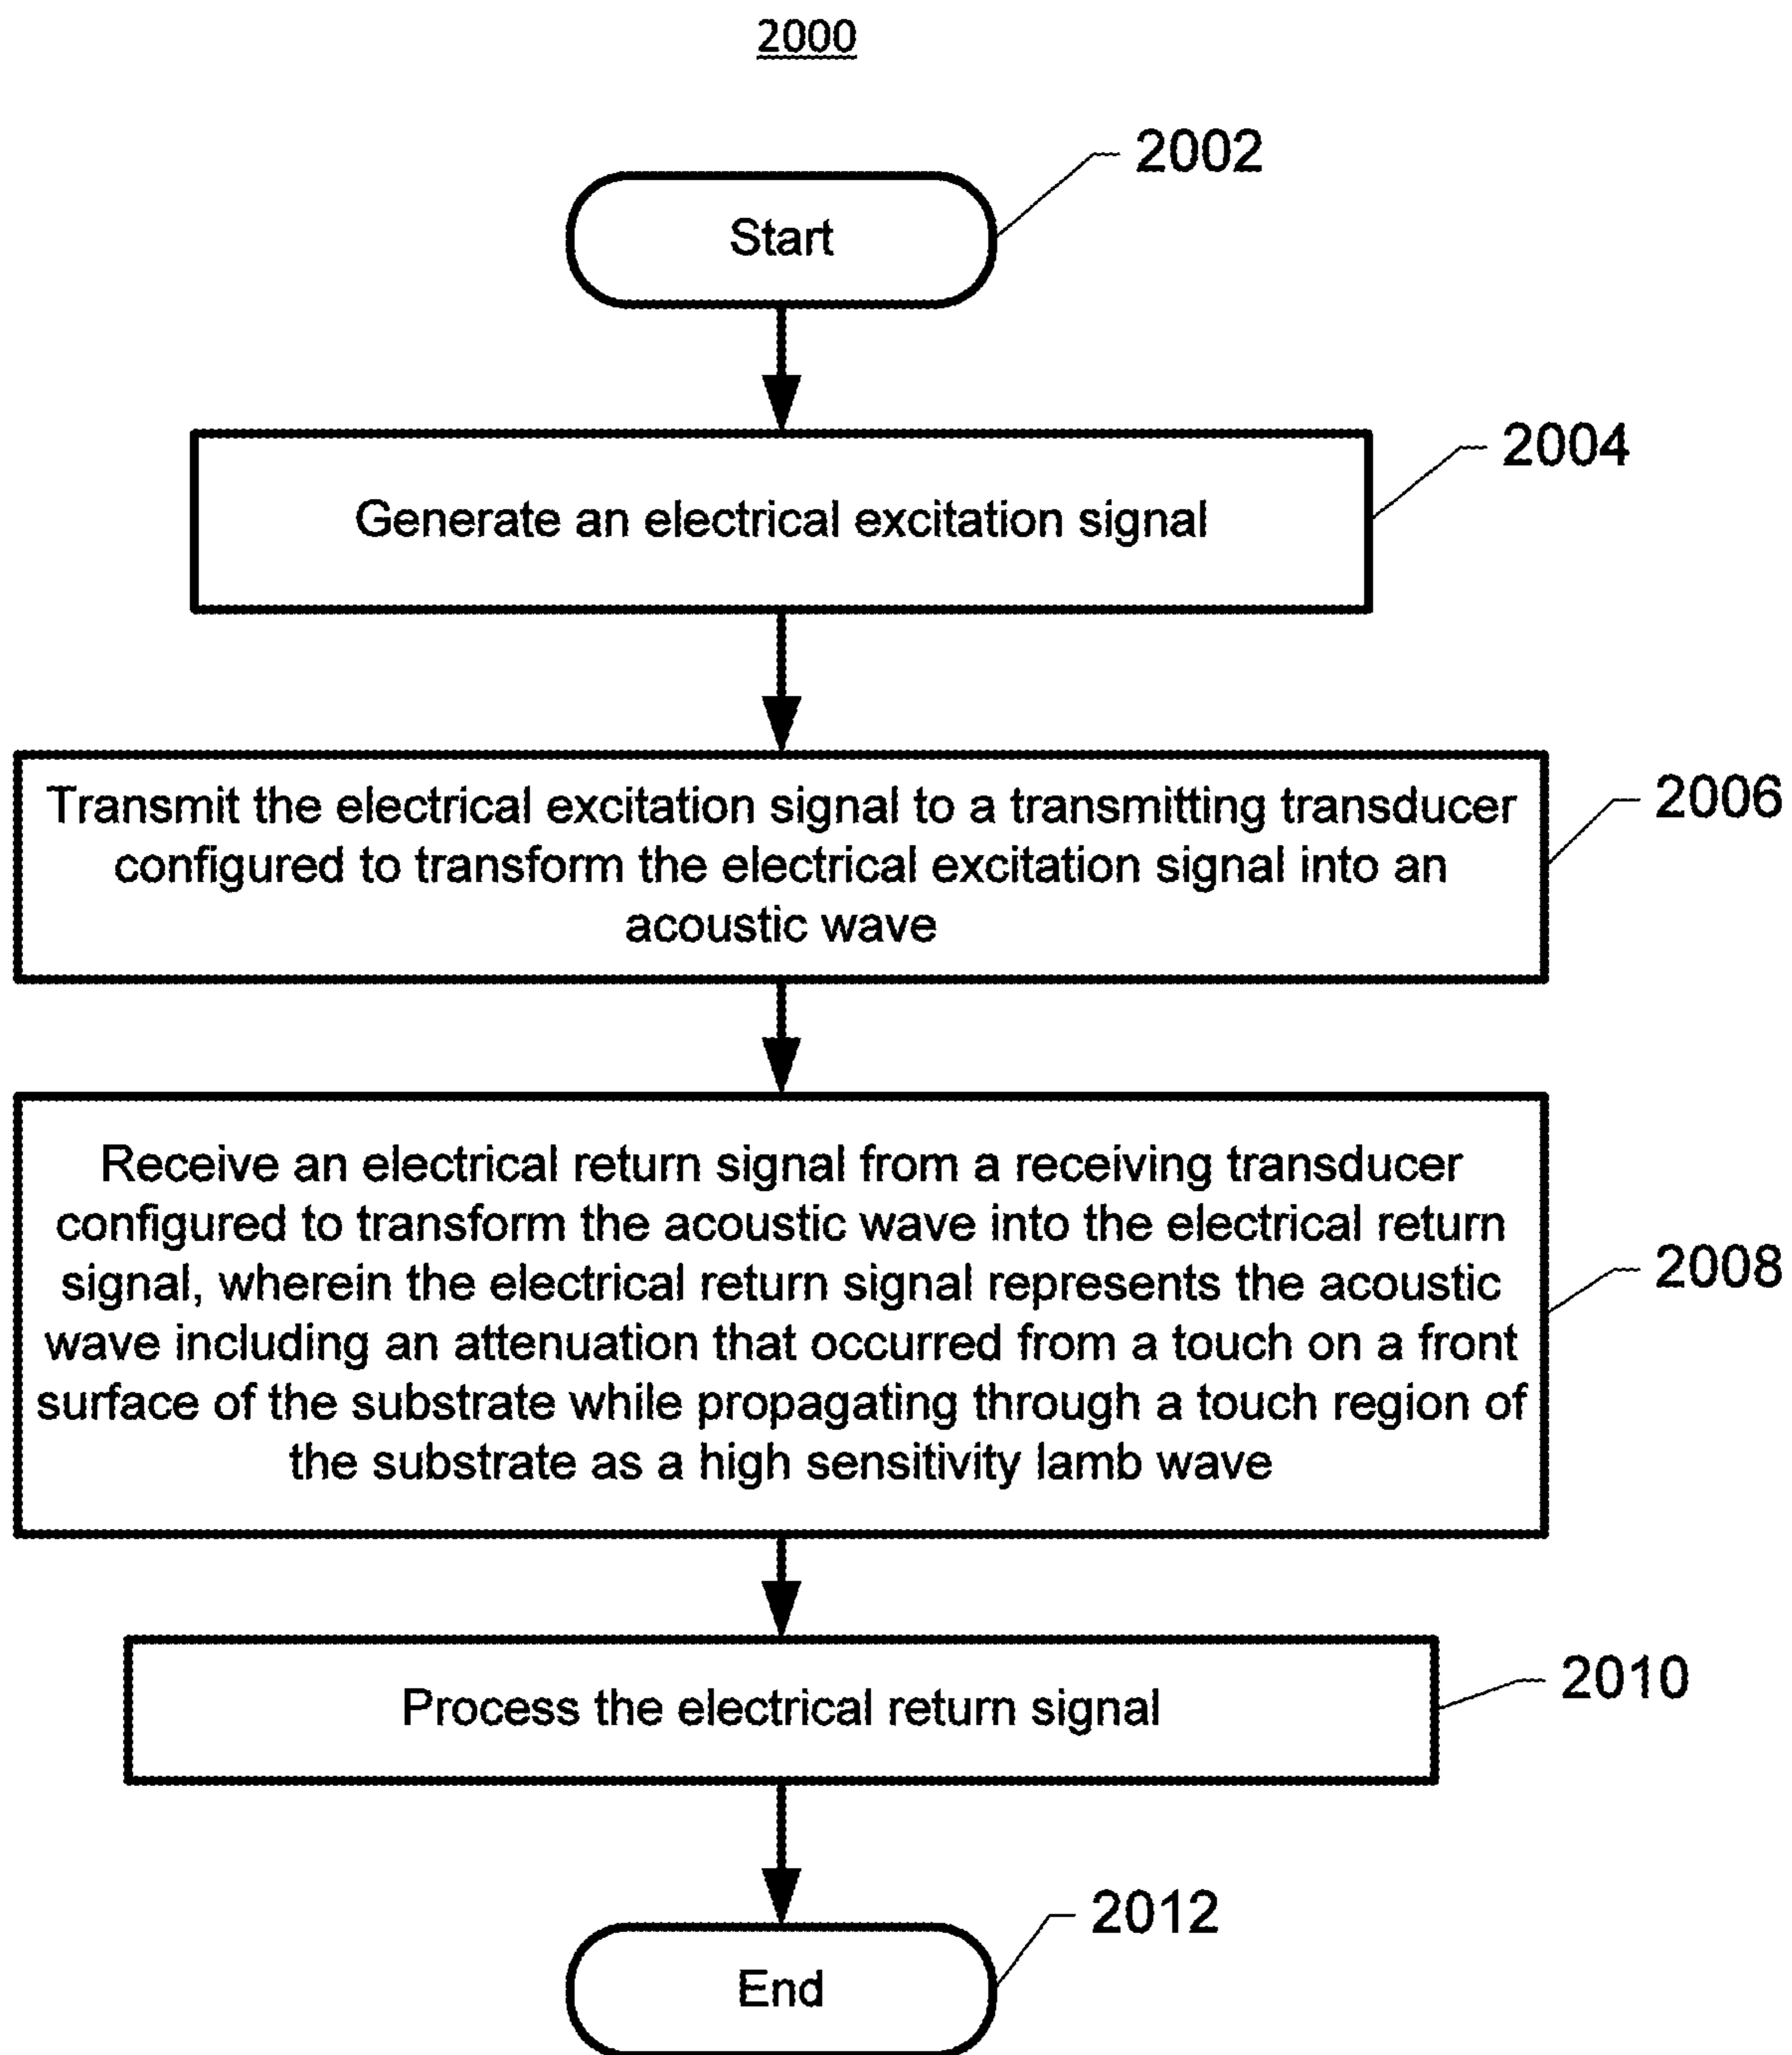 2000
2002
Start
2004
Generate an electrical excitation signal
2006
Transmit the electrical excitation signal to a transmitting transducer
configured to transform the electrical excitation signal into an
acoustic wave
2008
Receive an electrical return signal from a receiving transducer
configured to transform the acoustic wave into the electrical return
signal, wherein the electrical return signal represents the acoustic
wave including an attenuation that occurred from a touch on a front
surface of the substrate while propagating through a touch region of
the substrate as a high sensitivity lamb wave
2010
Process the electrical return signal
2012
End